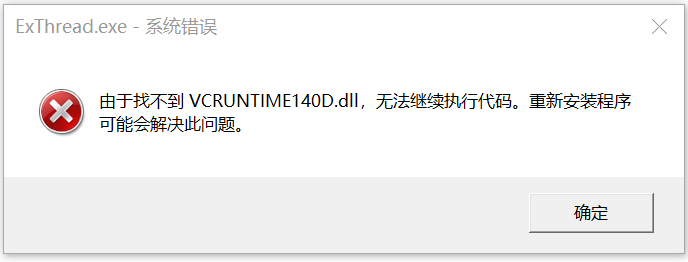 ExThread.exe - 系统错误
由于找不到 VCRUNTIME140D.dll，无法继续执行代码。重新安装程序
可能会解决此问题。
确定